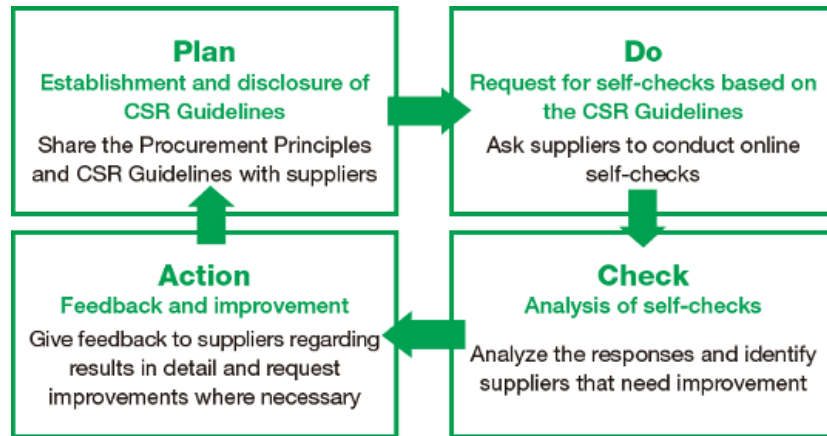 Plan
Establishment and disclosure of
CSR Guidelines
Share the Procurement Principles
and CSR Guidelines with suppliers
Do
Request for self-checks based on
the CSR Guidelines
Ask suppliers to conduct online
self-checks
Action
Feedback and improvement
Give feedback to suppliers regarding
results in detail and request
improvements where necessary
Check
Analysis of self-checks
Analyze the responses and identify
suppliers that need improvement